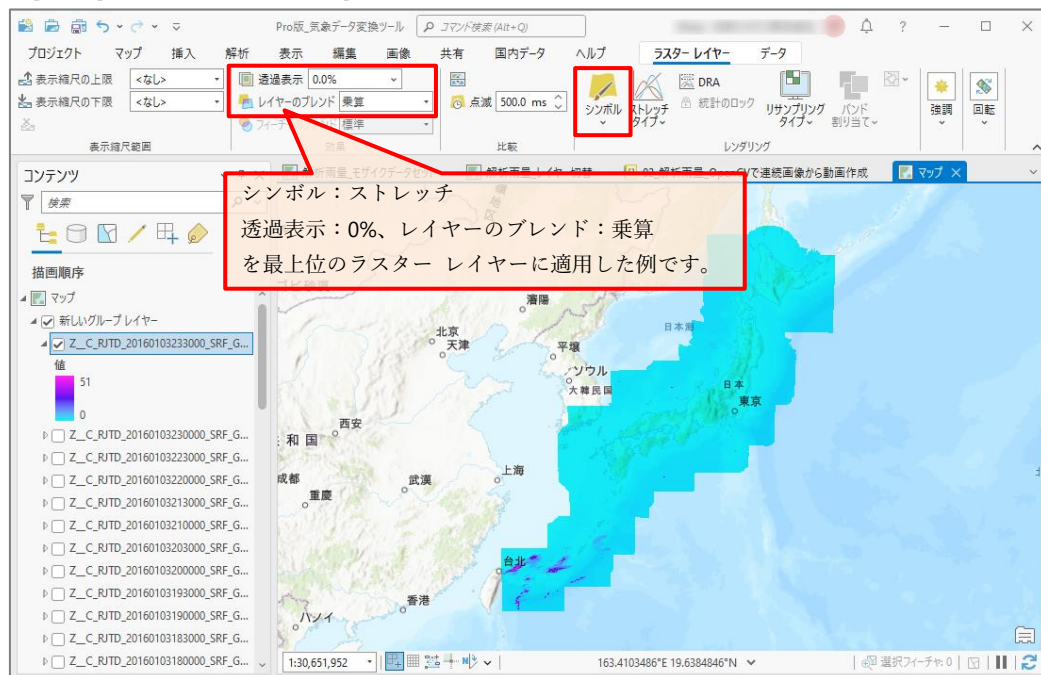 Pro版_気象データ変換ツール
コマンド検索 (Alt+Q)
?
プロジェクト マップ 挿入 解析 表示 編集 画像 共有 国内データ ヘルプ ラスター レイヤー データ
表示縮尺の上限 <なし>
表示縮尺の下限 <なし>
表示縮尺範囲
透過表示 0.0%
レイヤーのブレンド 乗算
標準
効果
点滅 500.0 ms
比較
シンボル
ストレッチ
タイプ
DRA
統計のロック
リサンプリング
タイプ
バンド
割り当て
レンダリング
強調
回転
コンテンツ
検索
描画順序
マップ
新しいグループ レイヤー
Z__C_RJTD_20160103233000_SRF_G...
値
51
0
Z__C_RJTD_20160103230000_SRF_G...
Z__C_RJTD_20160103223000_SRF_G...
Z__C_RJTD_20160103220000_SRF_G...
Z__C_RJTD_20160103213000_SRF_G...
Z__C_RJTD_20160103210000_SRF_G...
Z__C_RJTD_20160103203000_SRF_G...
Z__C_RJTD_20160103200000_SRF_G...
Z__C_RJTD_20160103193000_SRF_G...
Z__C_RJTD_20160103190000_SRF_G...
Z__C_RJTD_20160103183000_SRF_G...
Z__C_RJTD_20160103180000_SRF_G...
マップ
シンボル：ストレッチ
透過表示：0%、レイヤーのブレンド：乗算
を最上位のラスター レイヤーに適用した例です。
瀋陽
北京
天津
平壌
日本海
ソウル
大韓民国
日本
東京
西安
和 国
成都
武漢
上海
重慶
台北
香港
ハノイ
1:30,651,952
163.4103486°E 19.6384846°N
選択フィーチャ: 0